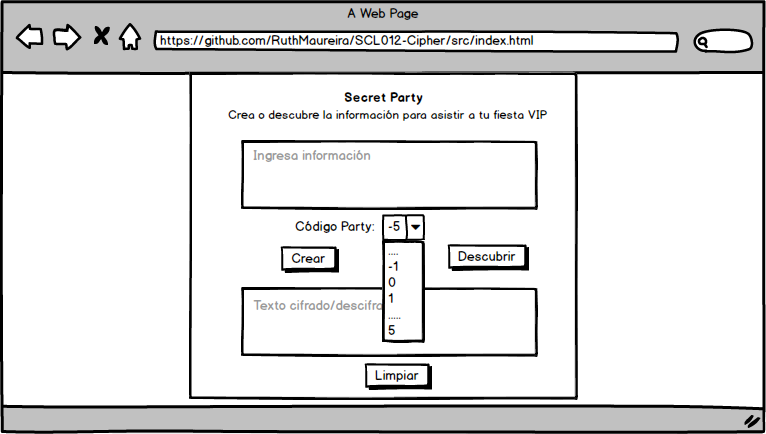 A Web Page
https://github.com/RuthMaureira/SCL012-Cipher/src/index.html
Secret Party
Crea o descubre la información para asistir a tu fiesta VIP
Ingresa información
Código Party: -5
....
-1
0
1
.....
5
Crear
Descubrir
Texto cifrado/descifra
Limpiar